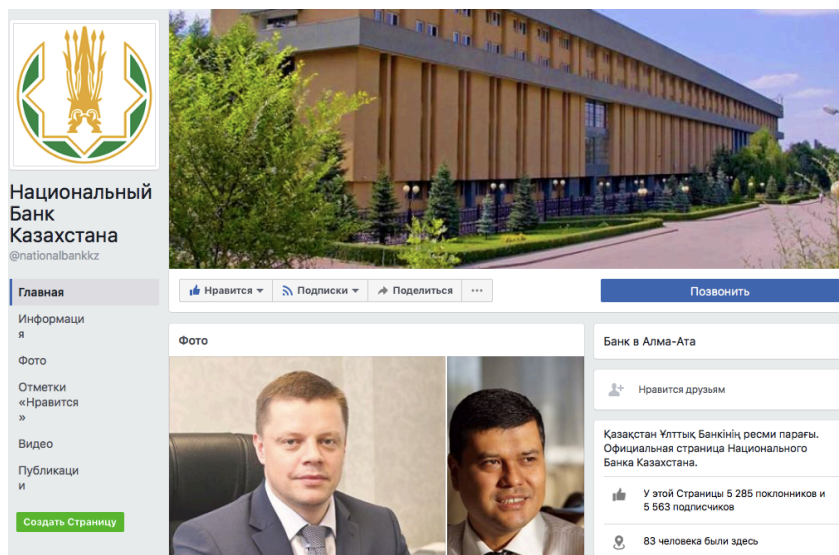 Национальный
Банк
Казахстана
@nationalbankkz
Главная
Информаци
я
Фото
Отметки
«Нравится
»
Видео
Публикаци
и
Создать Страницу
Нравится
Подписки
Поделиться
Позвонить
Фото
Банк в Алма-Ата
Нравится друзьям
Қазақстан Ұлттық Банкінің ресми парағы.
Официальная страница Национального
Банка Казахстана.
У этой Страницы 5 285 поклонников и
5 563 подписчиков
83 человека были здесь